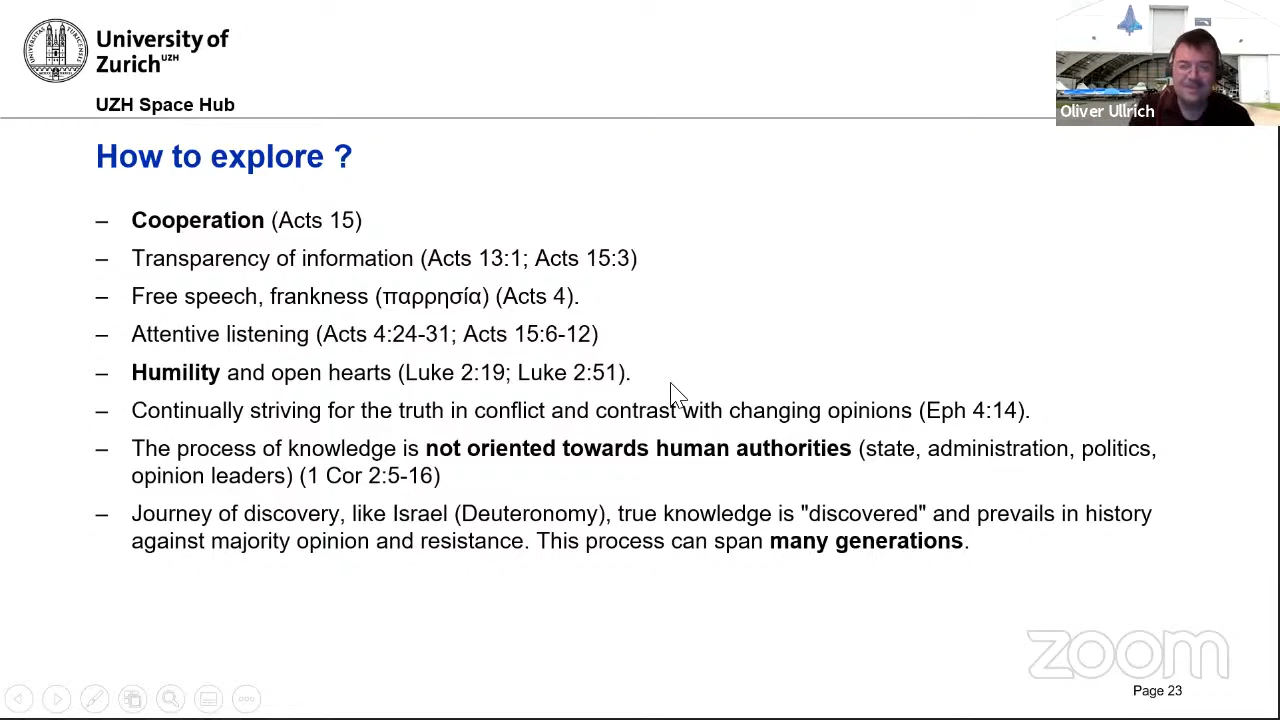 University of
Zurich UZH
UZH Space Hub
Oliver Ullrich
How to explore ?
– Cooperation (Acts 15)
– Transparency of information (Acts 13:1; Acts 15:3)
– Free speech, frankness (παρρησία) (Acts 4).
– Attentive listening (Acts 4:24-31; Acts 15:6-12)
– Humility and open hearts (Luke 2:19; Luke 2:51).
– Continually striving for the truth in conflict and contrast with changing opinions (Eph 4:14).
– The process of knowledge is not oriented towards human authorities (state, administration, politics,
opinion leaders) (1 Cor 2:5-16)
– Journey of discovery, like Israel (Deuteronomy), true knowledge is "discovered" and prevails in history
against majority opinion and resistance. This process can span many generations.
zoom
Page 23